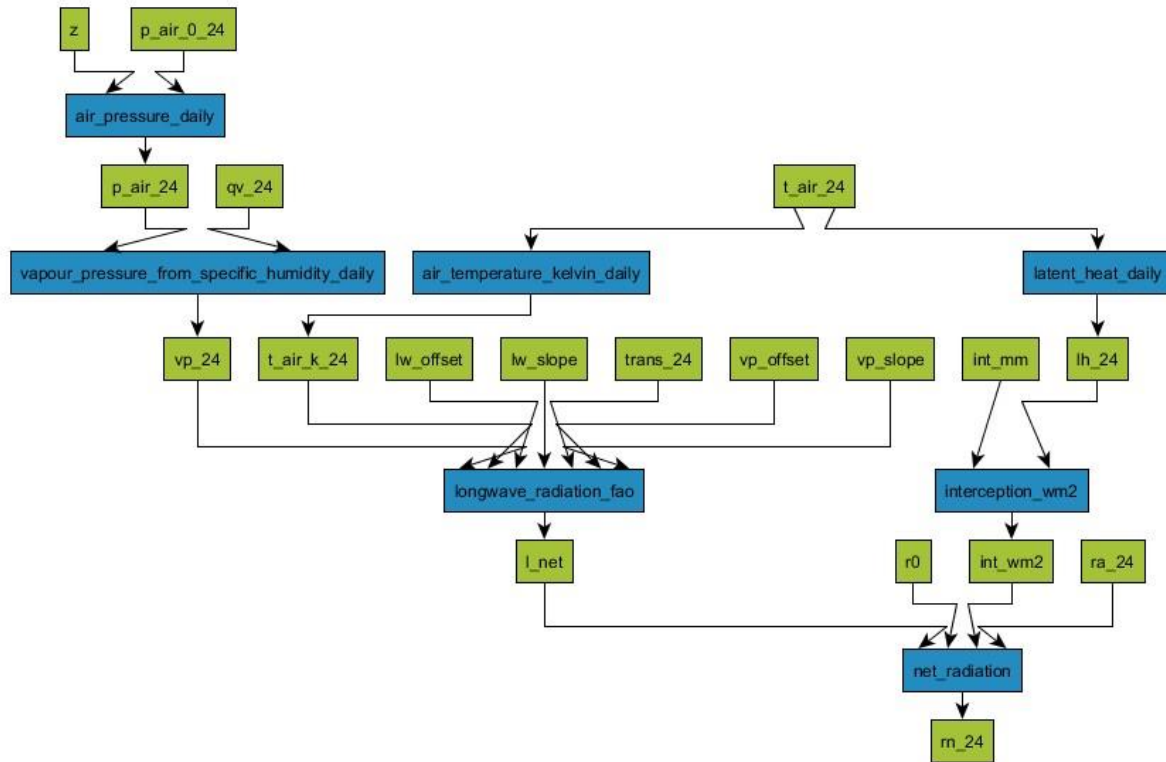 z
p_air_0_24
air_pressure_daily
p_air_24
qv_24
t_air_24
vapour_pressure_from_specific_humidity_daily
air_temperature_kelvin_daily
latent_heat_daily
vp_24
t_air_k_24
lw_offset
lw_slope
trans_24
vp_offset
vp_slope
int_mm
lh_24
longwave_radiation_fao
interception_wm2
l_net
r0
int_wm2
ra_24
net_radiation
rn_24